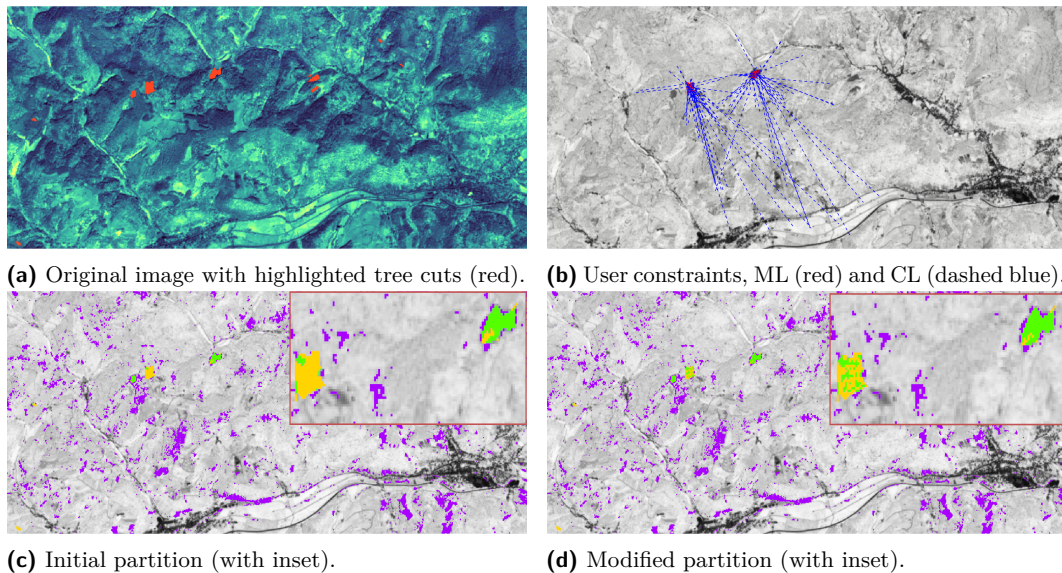 (a) Original image with highlighted tree cuts (red).
(b) User constraints, ML (red) and CL (dashed blue).
(c) Initial partition (with inset).
(d) Modified partition (with inset).